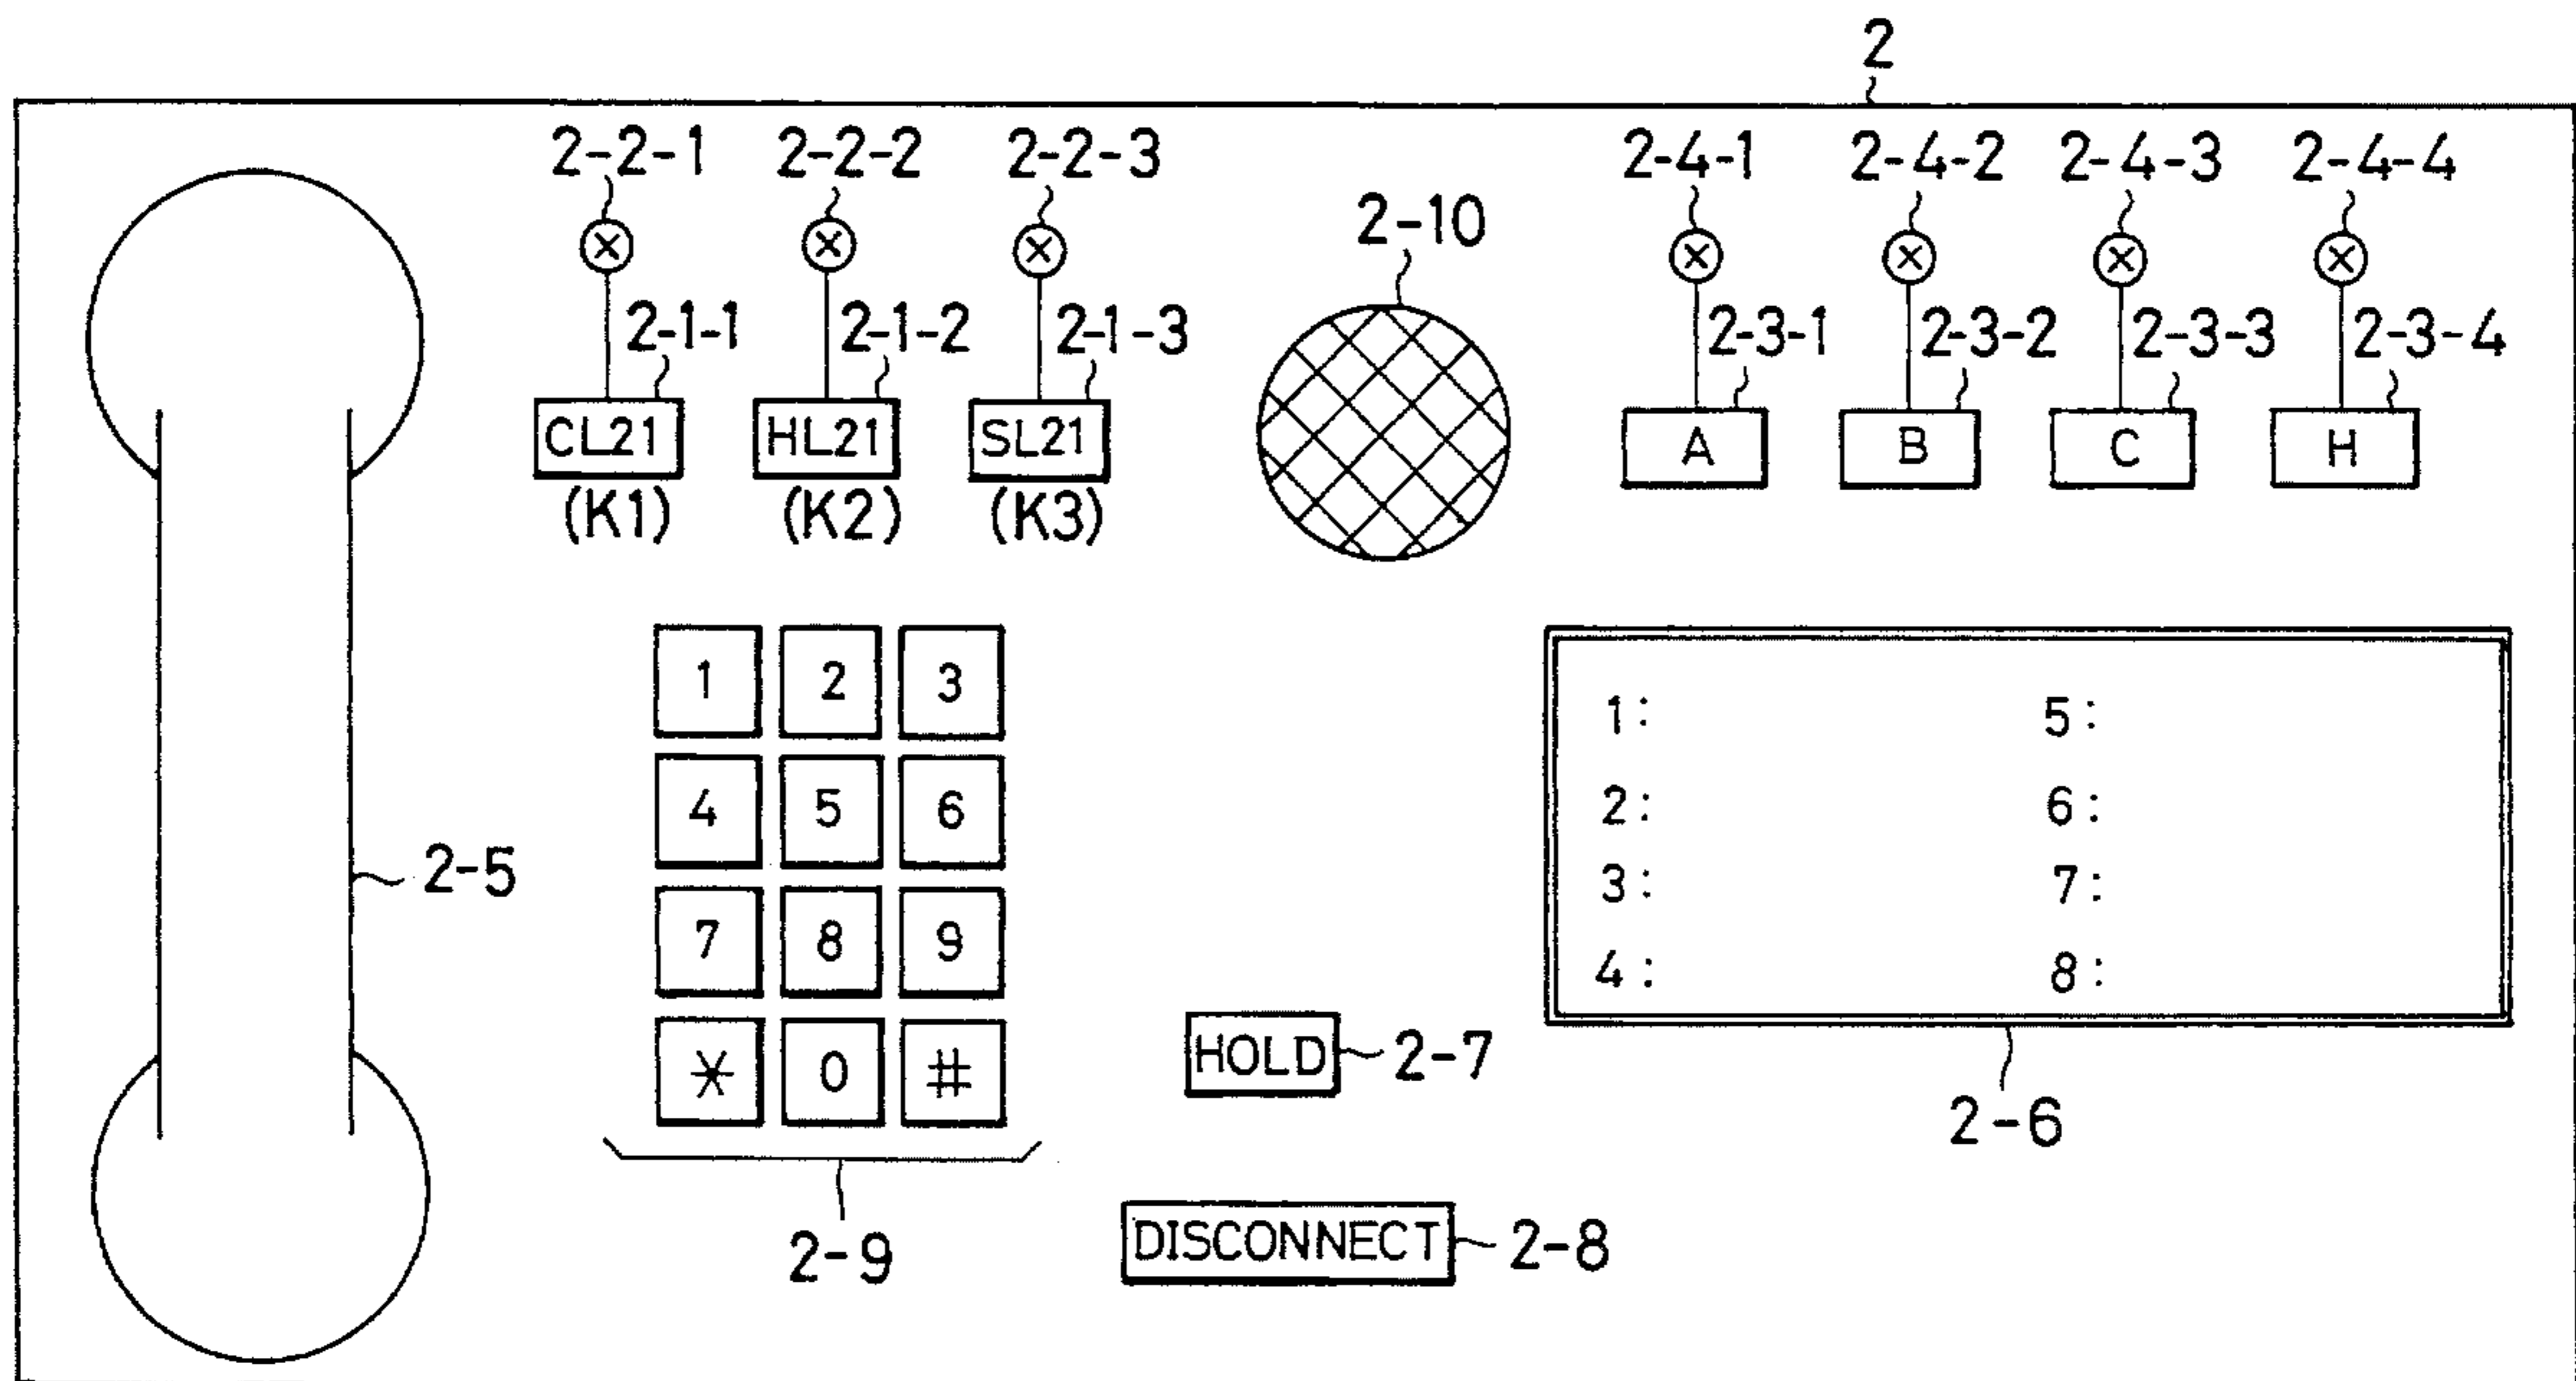 2
2-2-1 2-2-2 2-2-3 2-4-1 2-4-2 2-4-3 2-4-4
2-10
2-1-1 2-1-2 2-1-3 2-3-1 2-3-2 2-3-3 2-3-4
CL21 HL21 SL21 A B C H
(K1) (K2) (K3)
1 2 3
4 5 6
7 8 9
* 0 #
2-5
2-9
HOLD 2-7
DISCONNECT 2-8
1: 5:
2: 6:
3: 7:
4: 8:
2-6